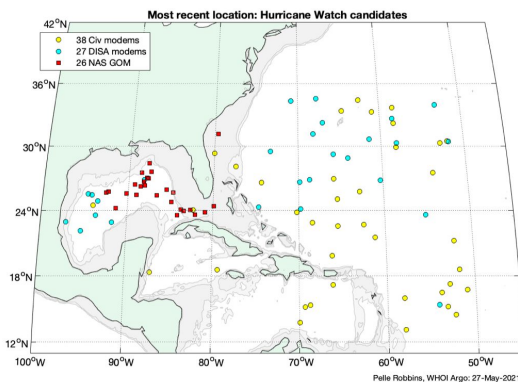 Most recent location: Hurricane Watch candidates
42°N
38 Civ modems
27 DISA modems
26 NAS GOM
36°N
30°N
24°N
18°N
12°N
100°W 90°W 80°W 70°W 60°W 50°W
Pelle Robbins, WHOI Argo: 27-May-2021